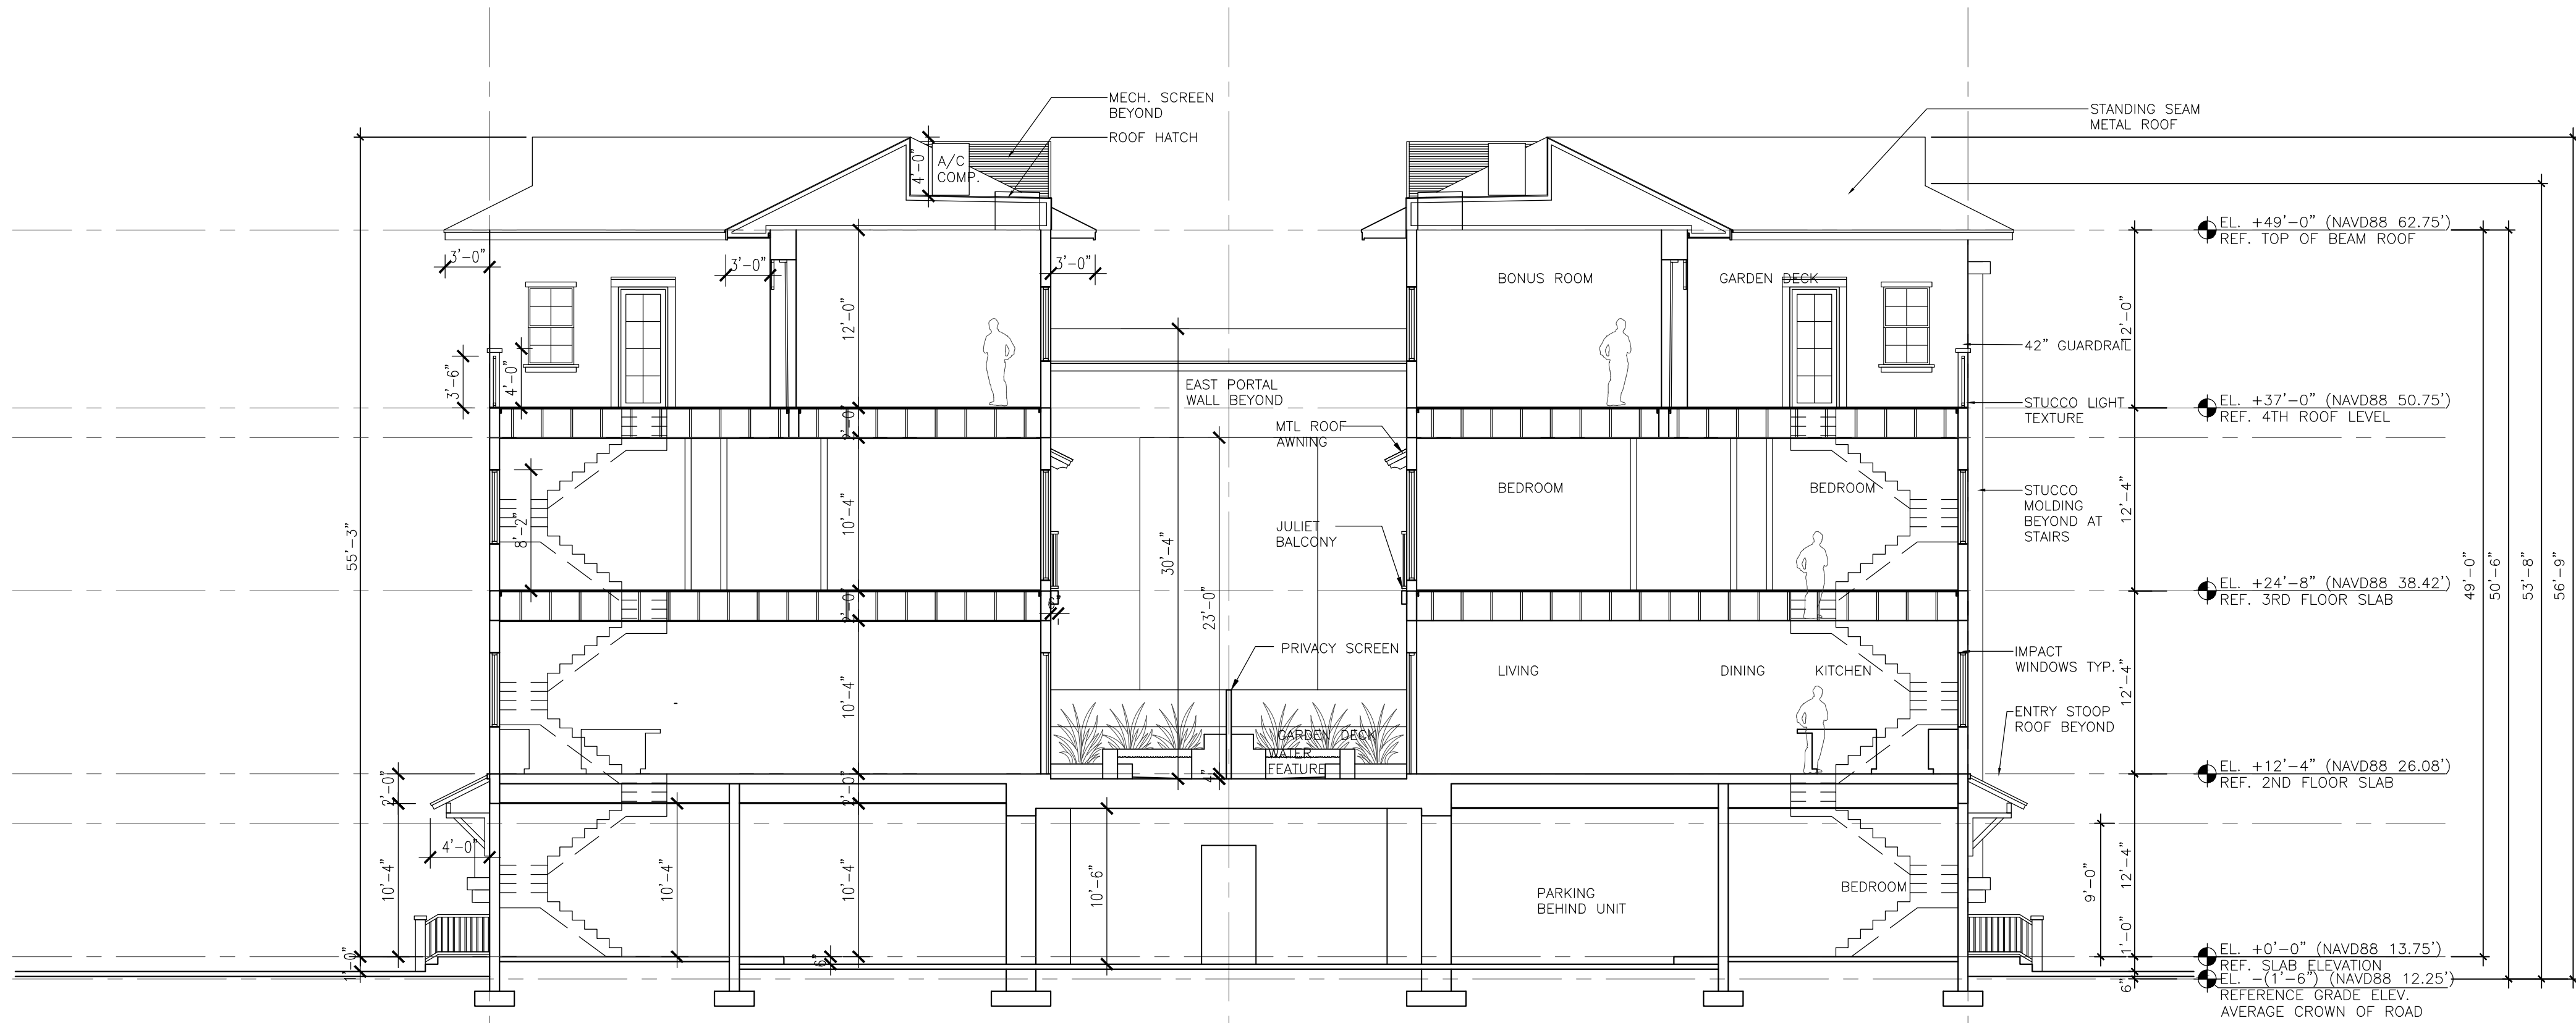 MECH. SCREEN
BEYOND
ROOF HATCH
A/C
COMP.
4'-0"
STANDING SEAM
METAL ROOF
EL. +49'-0" (NAVD88 62.75')
REF. TOP OF BEAM ROOF
3'-0"
3'-0"
3'-0"
BONUS ROOM
GARDEN DECK
12'-0"
12'-0"
42" GUARDRAIL
3'-6"
4'-0"
EAST PORTAL
WALL BEYOND
STUCCO LIGHT
TEXTURE
EL. +37'-0" (NAVD88 50.75')
REF. 4TH ROOF LEVEL
2'-0"
MTL ROOF
AWNING
BEDROOM
BEDROOM
STUCCO
MOLDING
BEYOND AT
STAIRS
8'-2"
10'-4"
12'-4"
JULIET
BALCONY
55'-3"
30'-4"
23'-0"
49'-0"
50'-6"
53'-8"
56'-9"
EL. +24'-8" (NAVD88 38.42')
REF. 3RD FLOOR SLAB
2'-0"
6"
PRIVACY SCREEN
LIVING
DINING
KITCHEN
IMPACT
WINDOWS TYP.
10'-4"
12'-4"
ENTRY STOOP
ROOF BEYOND
GARDEN DECK
WATER
FEATURE
4"
EL. +12'-4" (NAVD88 26.08')
REF. 2ND FLOOR SLAB
2'-0"
2'-0"
4'-0"
10'-4"
10'-4"
10'-4"
10'-6"
PARKING
BEHIND UNIT
BEDROOM
9'-0"
12'-4"
1'-0"
6"
1'-0"
EL. +0'-0" (NAVD88 13.75')
REF. SLAB ELEVATION
6"
EL. -(1'-6") (NAVD88 12.25')
REFERENCE GRADE ELEV.
AVERAGE CROWN OF ROAD